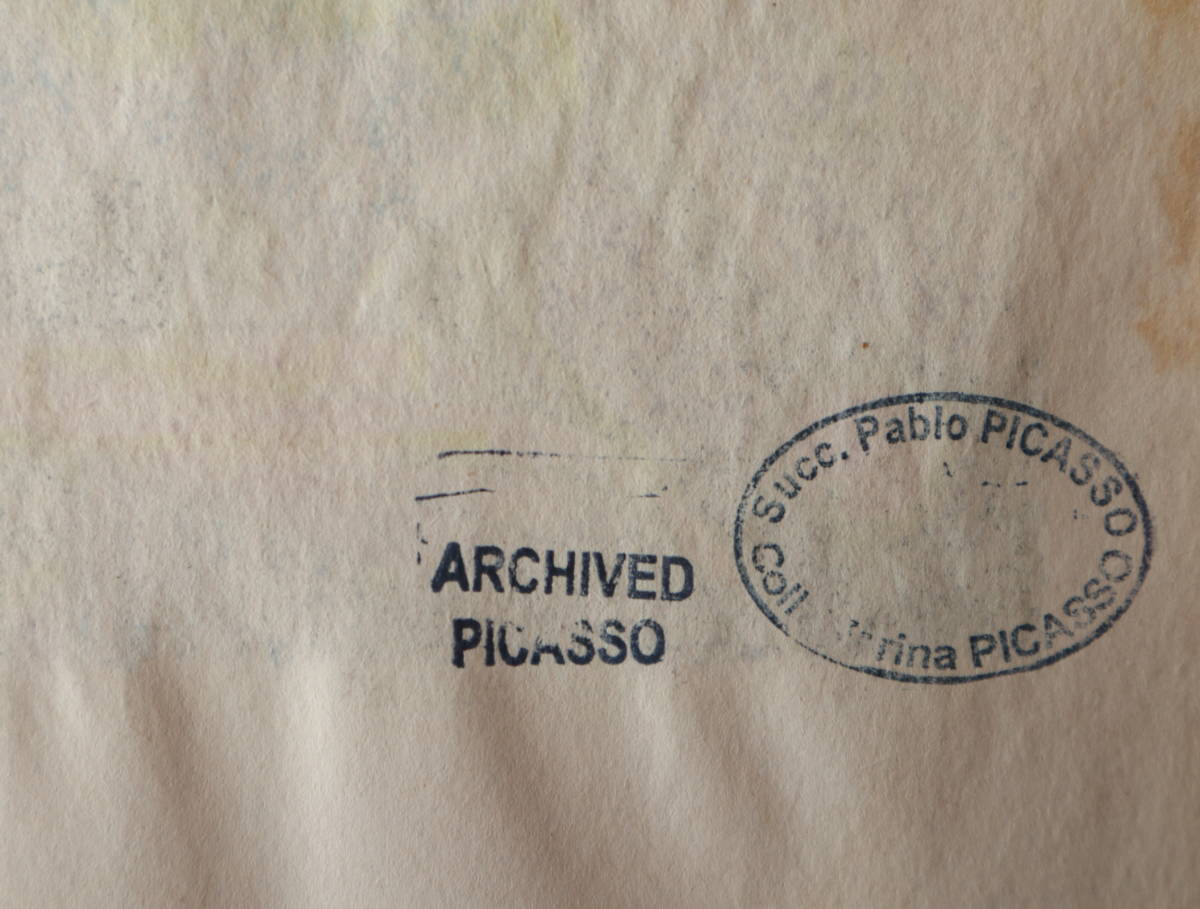 ARCHIVED
PICASSO
Succ. Pablo PICASSO
Coll PICASSO